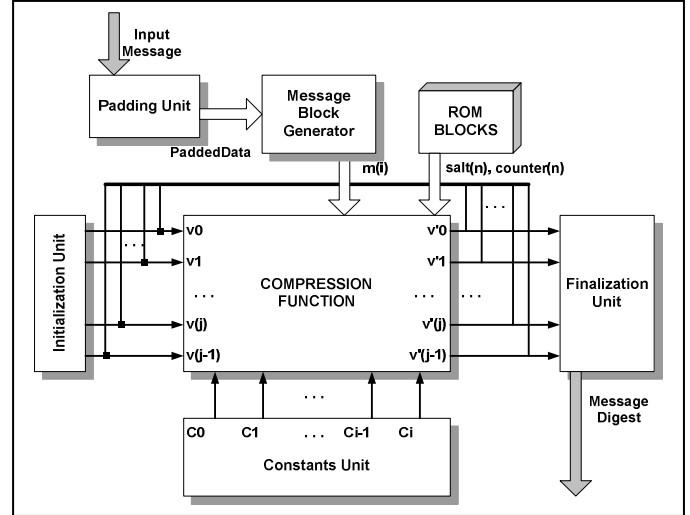 Input
Message
Padding Unit
PaddedData
Message
Block
Generator
ROM
BLOCKS
m(i)
salt(n), counter(n)
Initialization Unit
v0
v1
. . .
v(j)
v(j-1)
. . .
COMPRESSION
FUNCTION
v'0
v'1
. . .
v'(j)
v'(j-1)
. . .
. . .
Finalization
Unit
Message
Digest
. . .
C0 C1 . . . Ci-1 Ci
Constants Unit